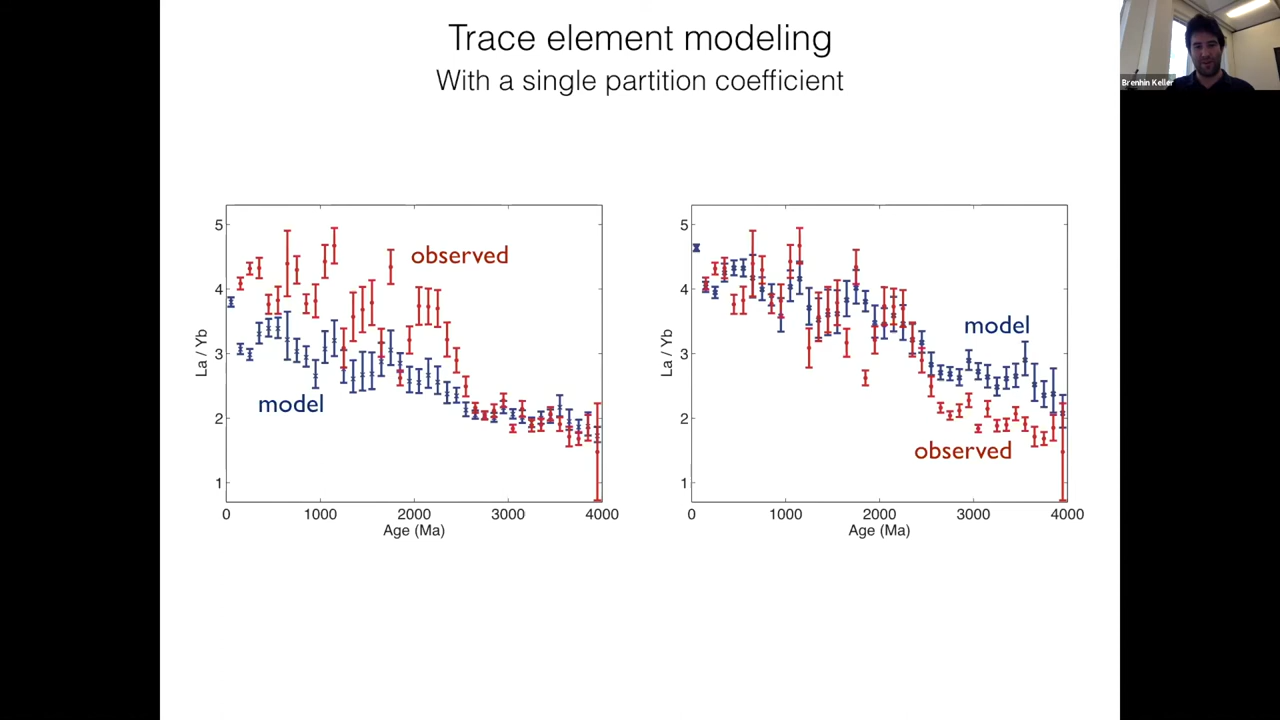 Trace element modeling
With a single partition coefficient
Brenhin Keller
5
4
3
2
1
La / Yb
observed
model
0
1000
2000
3000
4000
Age (Ma)
5
4
3
2
1
La / Yb
model
observed
0
1000
2000
3000
4000
Age (Ma)